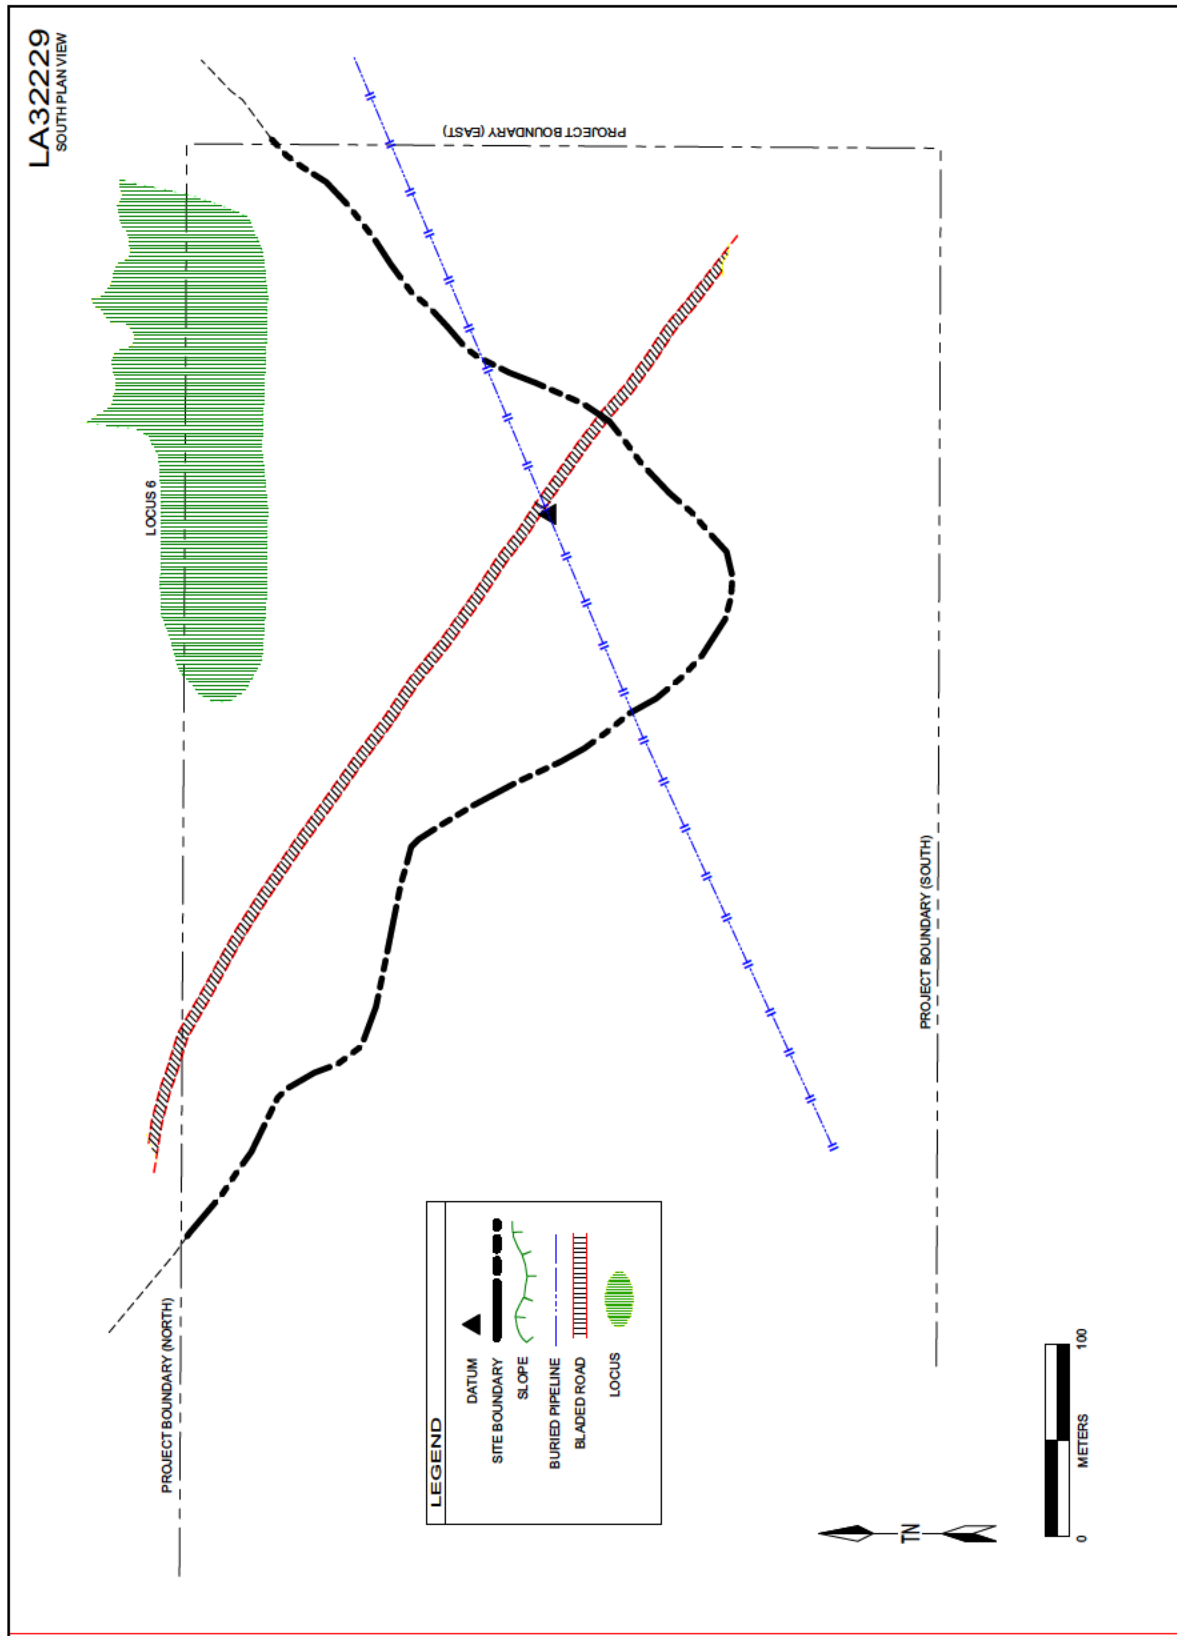 LA32229
SOUTH PLAN VIEW
PROJECT BOUNDARY (EAST)
LOCUS 6
PROJECT BOUNDARY (NORTH)
PROJECT BOUNDARY (SOUTH)
LEGEND
DATUM
SITE BOUNDARY
SLOPE
BURIED PIPELINE
BLADED ROAD
LOCUS
TN
0
METERS
100